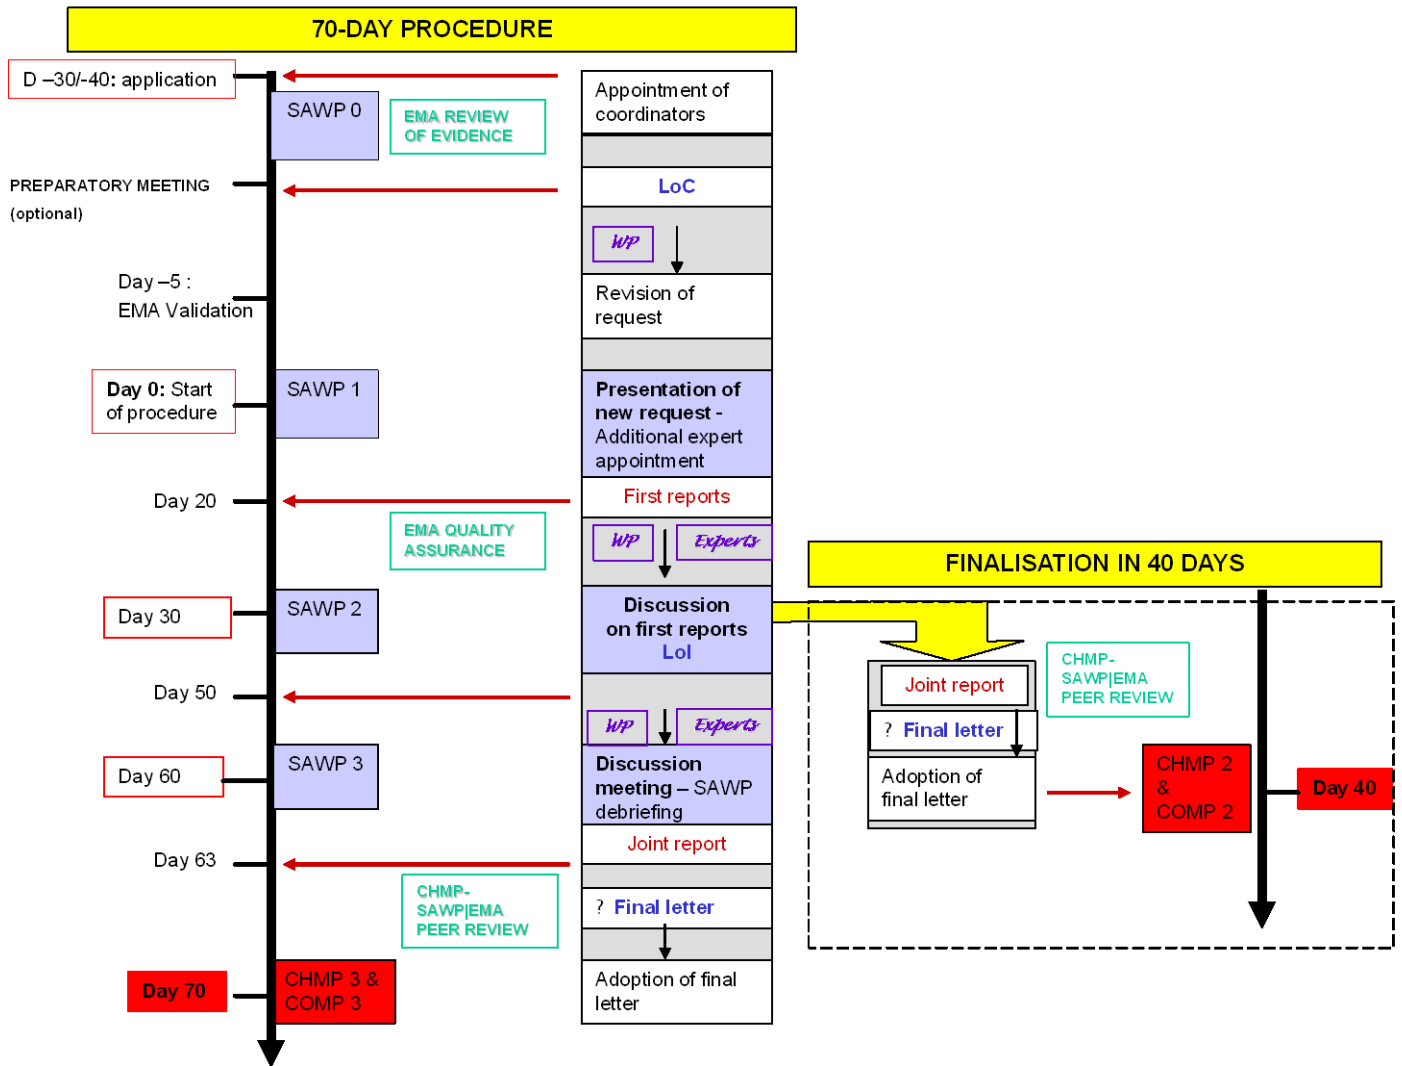 70-DAY PROCEDURE
D –30/-40: application
SAWP 0
EMA REVIEW
OF EVIDENCE
Appointment of
coordinators
PREPARATORY MEETING
(optional)
LoC
WP
Day –5 :
EMA Validation
Revision of
request
Day 0: Start
of procedure
SAWP 1
Presentation of
new request -
Additional expert
appointment
Day 20
First reports
EMA QUALITY
ASSURANCE
WP
Experts
Day 30
SAWP 2
Discussion
on first reports
LoI
Day 50
WP
Experts
Day 60
SAWP 3
Discussion
meeting – SAWP
debriefing
Joint report
Day 63
CHMP-
SAWP|EMA
PEER REVIEW
? Final letter
Day 70
CHMP 3 &
COMP 3
Adoption of final
letter
FINALISATION IN 40 DAYS
Joint report
CHMP-
SAWP|EMA
PEER REVIEW
? Final letter
Adoption of
final letter
CHMP 2
&
COMP 2
Day 40